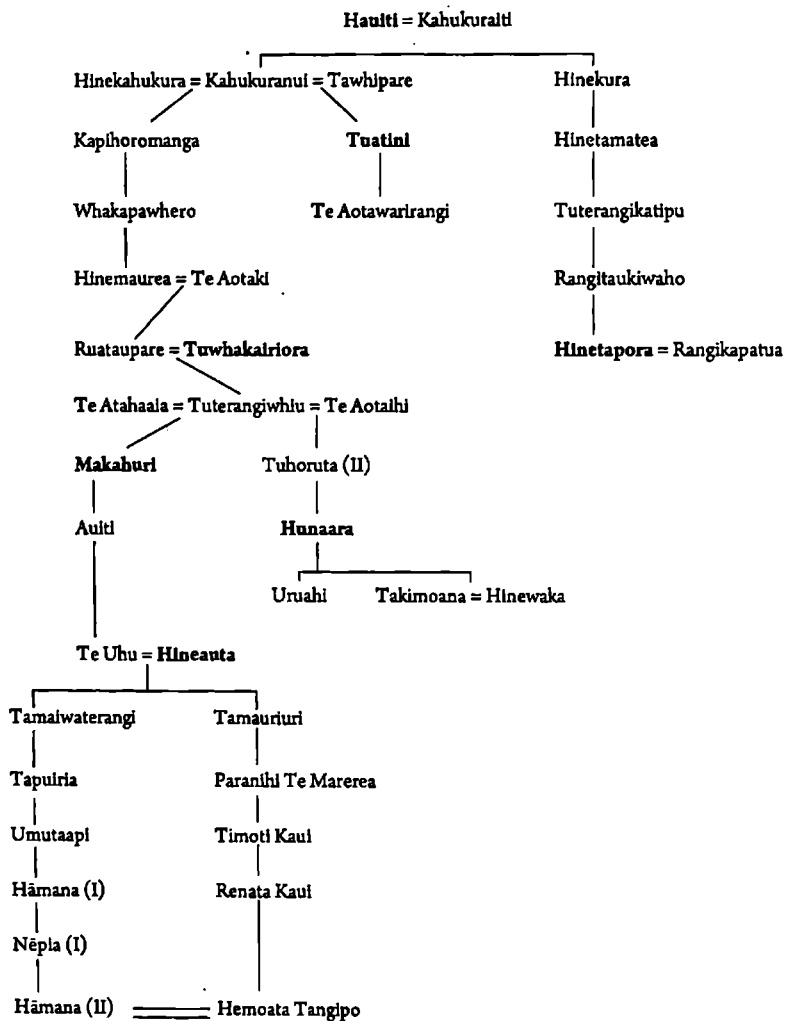 Hauiti = Kahukuraiti
Hinekahukura = Kahukuranui = Tawhipare Hinekura
Kapihoromanga Tuatini Hinetamatea
Whakapawhero Te Aotawarirangi Tuterangikatipu
Hinemaurea = Te Aotaki Rangitaukiwaho
Ruataupare = Tuwhakairiora Hinetapora = Rangikapatua
Te Atahaaia = Tuterangiwhiu = Te Aotaihi
Makahuri Tuhoruta (II)
Auiti Hunaara
Uruahi Takimoana = Hinewaka
Te Uhu = Hineauta
Tamaiwaterangi Tamauriuri
Tapuiria Paranihi Te Marerea
Umutaapi Timoti Kaui
Hāmana (I) Renata Kaui
Nēpia (I)
Hāmana (II) Hemoata Tangipo